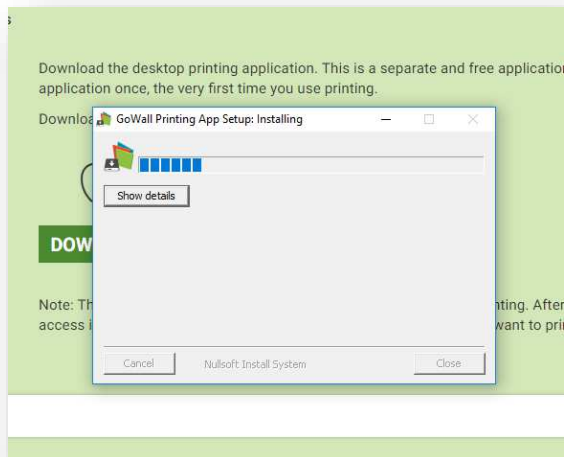 s
Download the desktop printing application. This is a separate and free application
application once, the very first time you use printing.
Downloa
GoWall Printing App Setup: Installing
Show details
DOW
Note: Th nting. After
access i want to pri
Cancel Nullsoft Install System Close